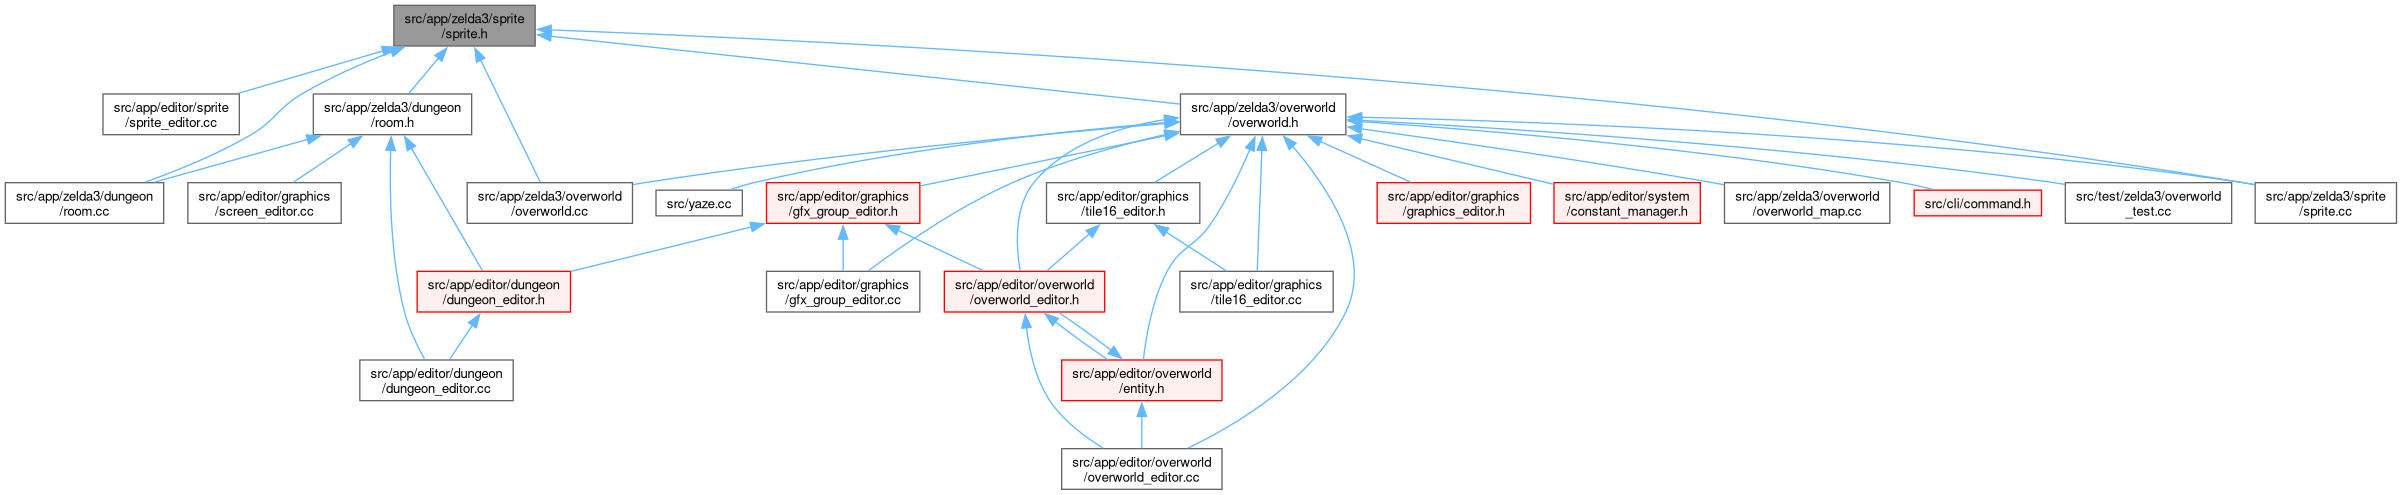 src/app/zelda3/sprite
/sprite.h
src/app/editor/sprite
/sprite_editor.cc
src/app/zelda3/dungeon
/room.h
src/app/zelda3/overworld
/overworld.h
src/app/zelda3/dungeon
/room.cc
src/app/editor/graphics
/screen_editor.cc
src/app/zelda3/overworld
/overworld.cc
src/yaze.cc
src/app/editor/graphics
/gfx_group_editor.h
src/app/editor/graphics
/tile16_editor.h
src/app/editor/graphics
/graphics_editor.h
src/app/editor/system
/constant_manager.h
src/app/zelda3/overworld
/overworld_map.cc
src/cli/command.h
src/test/zelda3/overworld
_test.cc
src/app/zelda3/sprite
/sprite.cc
src/app/editor/dungeon
/dungeon_editor.h
src/app/editor/graphics
/gfx_group_editor.cc
src/app/editor/overworld
/overworld_editor.h
src/app/editor/graphics
/tile16_editor.cc
src/app/editor/dungeon
/dungeon_editor.cc
src/app/editor/overworld
/entity.h
src/app/editor/overworld
/overworld_editor.cc